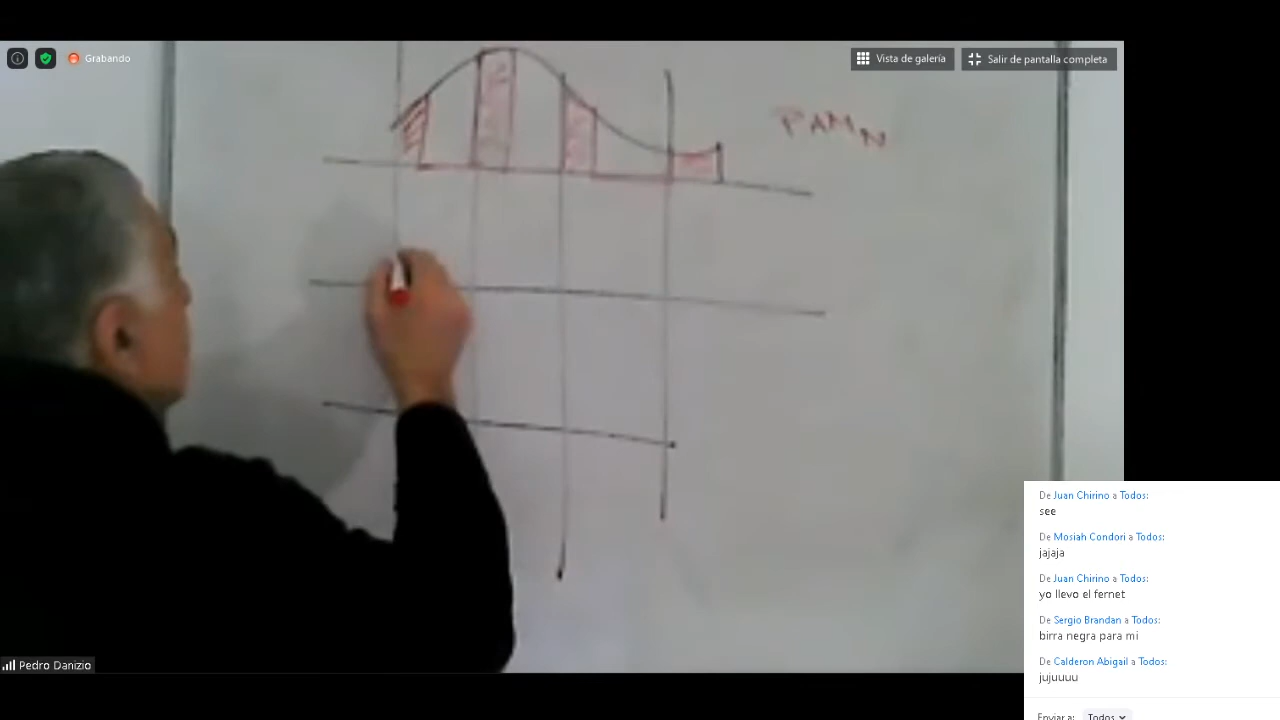 Grabando
Vista de galería
Salir de pantalla completa
PAMN
De Juan Chirino a Todos:
see
De Mosiah Condori a Todos:
jajaja
De Juan Chirino a Todos:
yo llevo el fernet
De Sergio Brandan a Todos:
birra negra para mi
De Calderon Abigail a Todos:
jujuuuu
Pedro Danizio
Enviar a: Todos